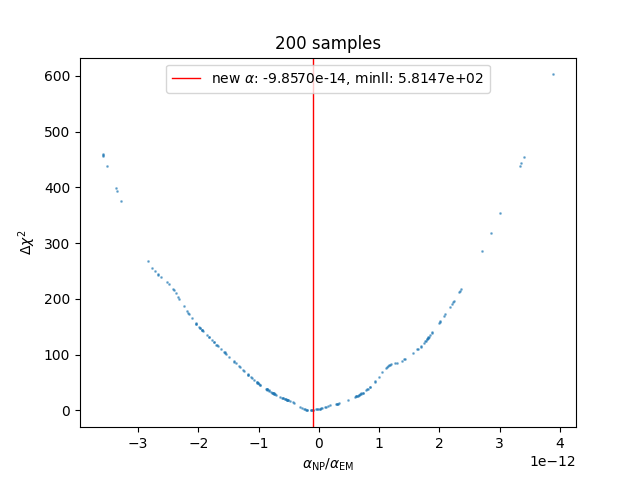 200 samples
new α: -9.8570e-14, minll: 5.8147e+02
600
500
400
300
200
100
0
Δχ²
−3 −2 −1 0 1 2 3 4
1e−12
α_NP/α_EM